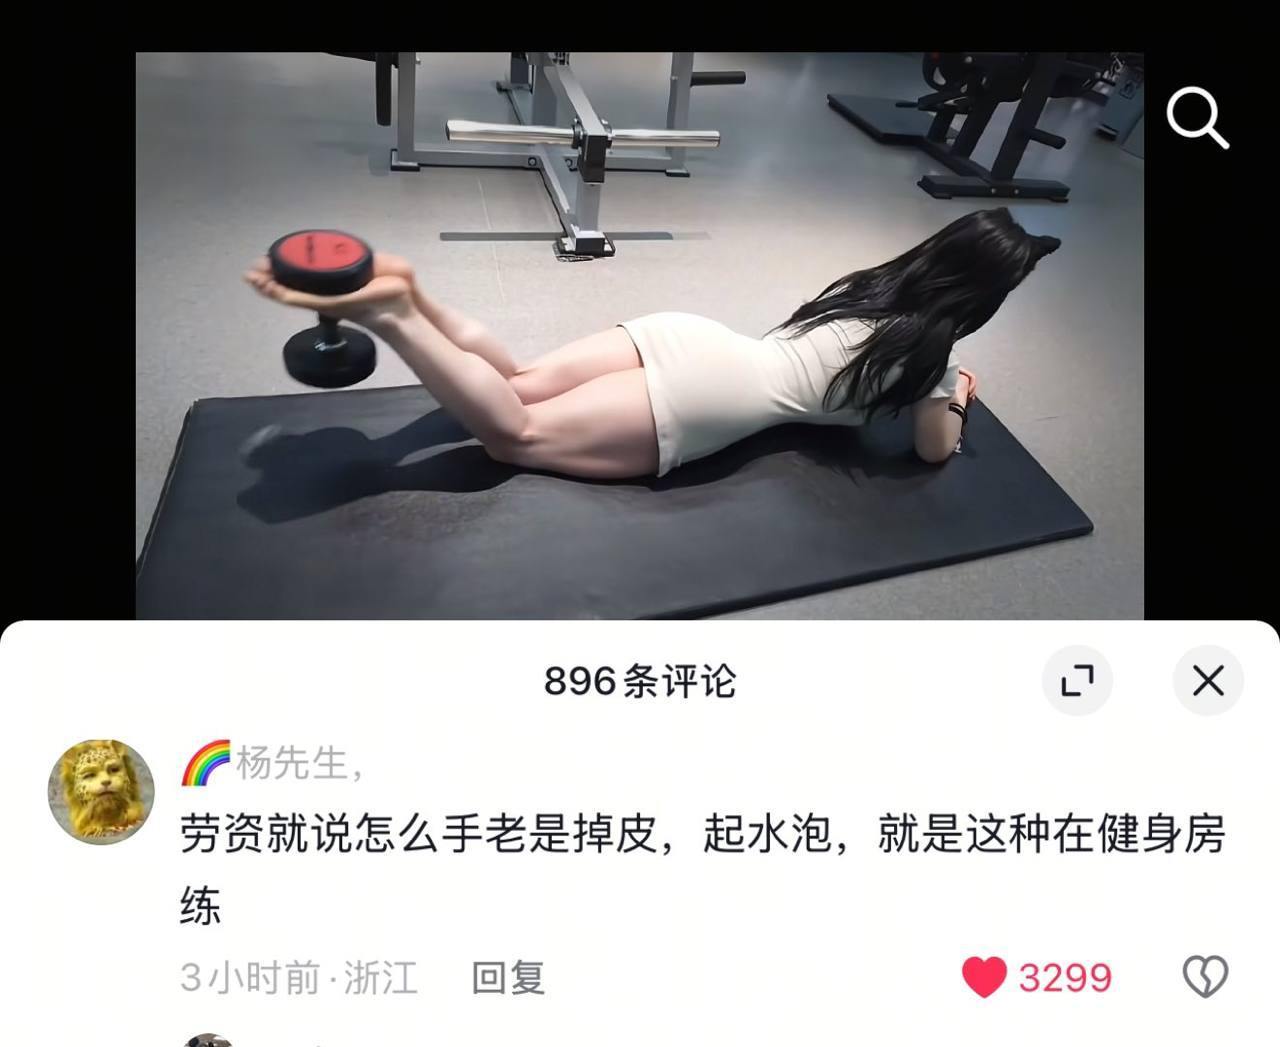 896条评论
🌈杨先生，
劳资就说怎么手老是掉皮，起水泡，就是这种在健身房
练
3小时前·浙江 回复 3299